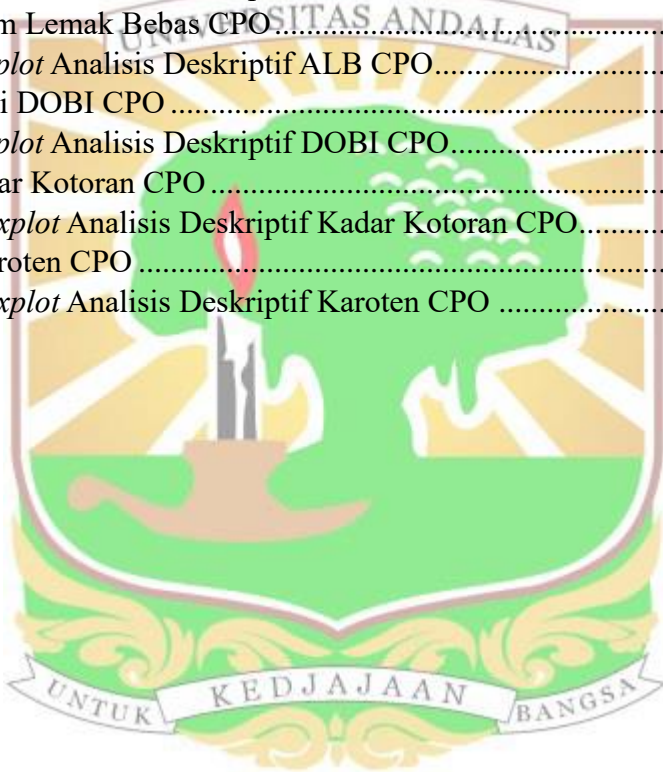 UNIVERSITAS ANDALAS
m Lemak Bebas CPO
plot Analisis Deskriptif ALB CPO
i DOBI CPO
plot Analisis Deskriptif DOBI CPO
ar Kotoran CPO
xplot Analisis Deskriptif Kadar Kotoran CPO
roten CPO
xplot Analisis Deskriptif Karoten CPO
UNTUK KEDJAJAAN BANGSA